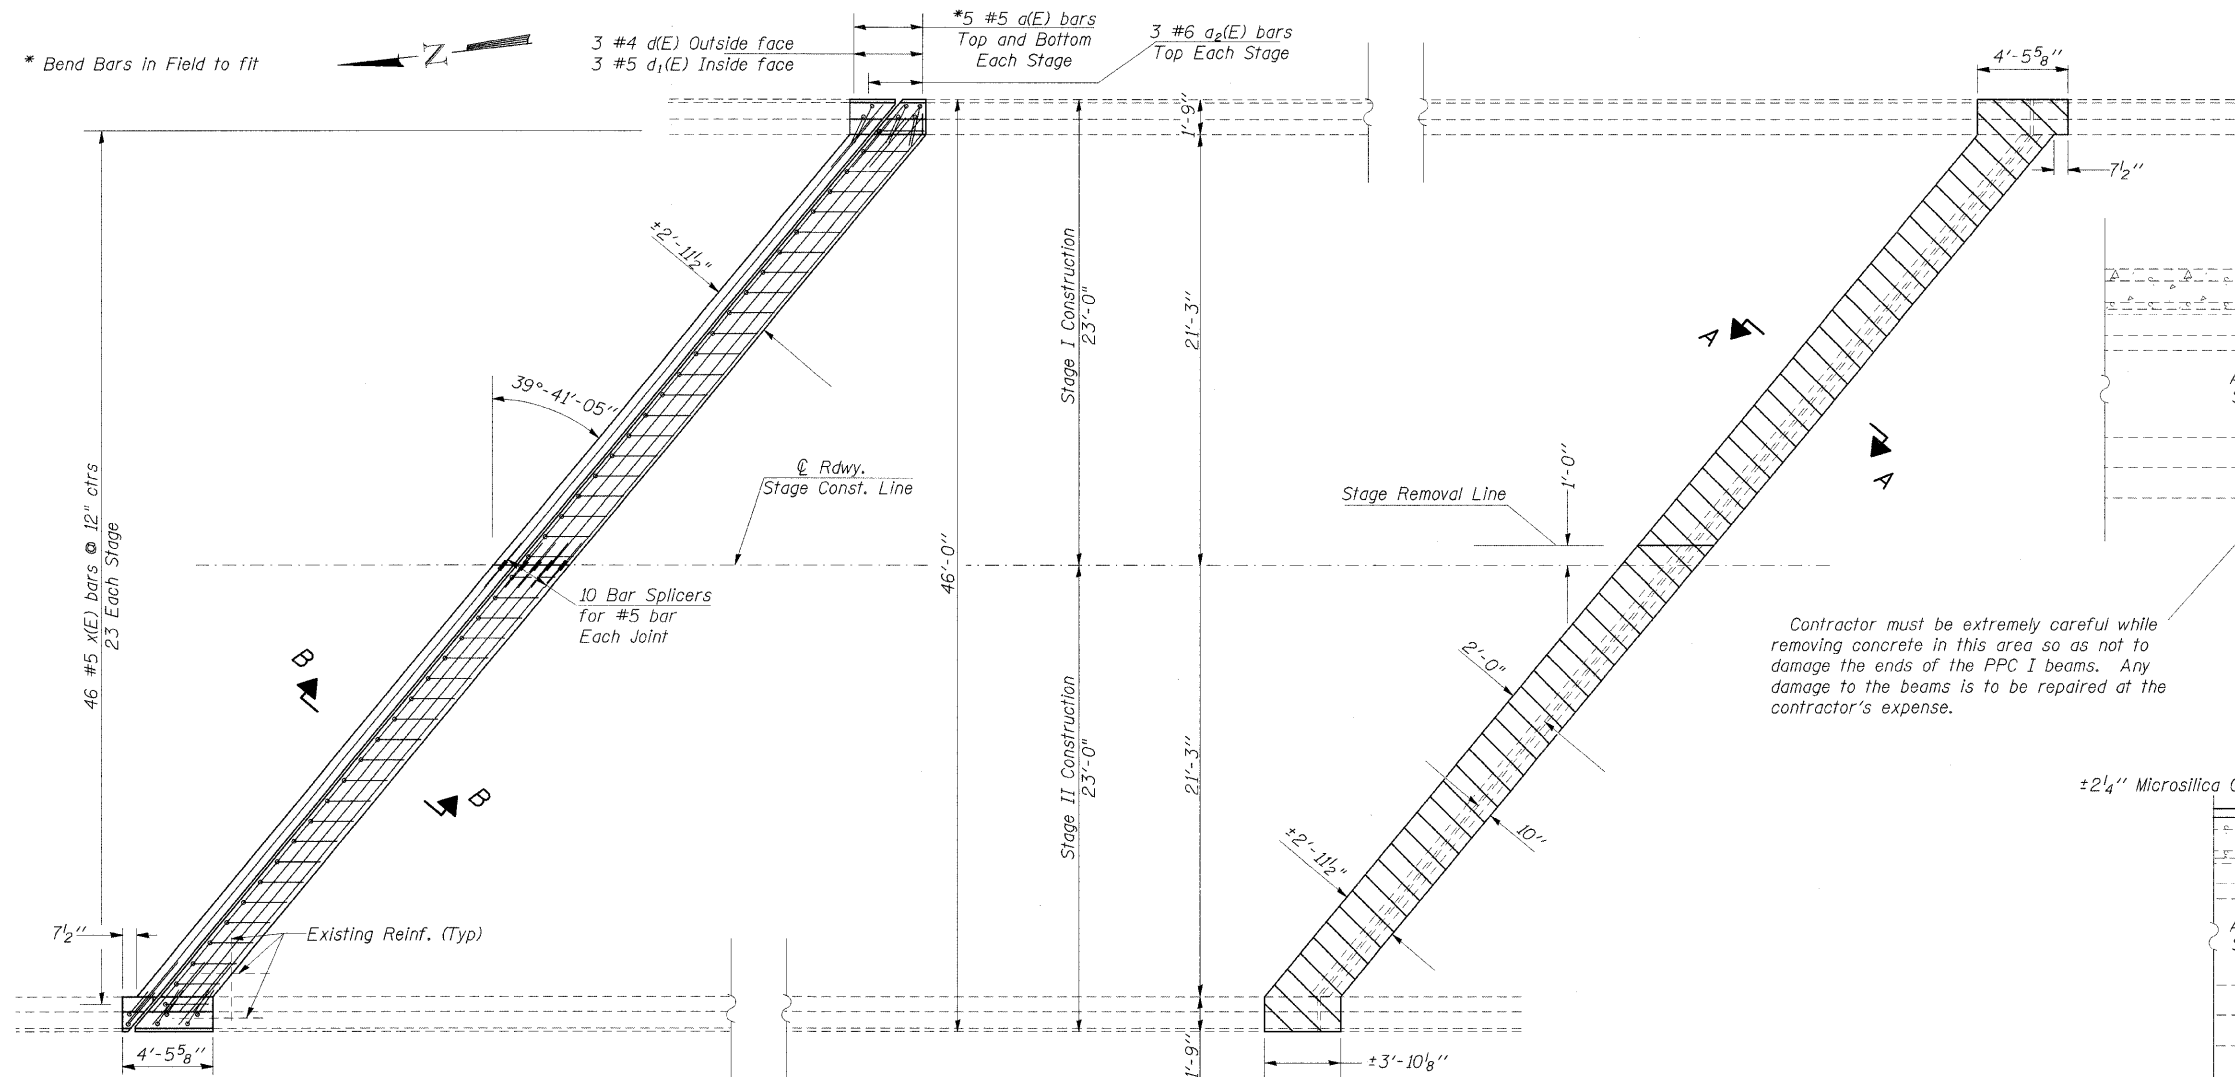 * Bend Bars in Field to fit
Z
3 #4 d(E) Outside face
3 #5 d₁(E) Inside face
*5 #5 a(E) bars
Top and Bottom
Each Stage
3 #6 a₂(E) bars
Top Each Stage
4'-5⅝"
1'-9"
7½"
±2'-11½"
Stage I Construction
23'-0"
21'-3"
A
A
39°-41'-05"
℄ Rdwy.
Stage Const. Line
Stage Removal Line
1'-0"
46 #5 x(E) bars @ 12" ctrs
23 Each Stage
46'-0"
10 Bar Splicers
for #5 bar
Each Joint
Contractor must be extremely careful while
removing concrete in this area so as not to
damage the ends of the PPC I beams. Any
damage to the beams is to be repaired at the
contractor's expense.
B
B
2'-0"
Stage II Construction
23'-0"
21'-3"
10"
±2'-11½"
±2¼" Microsilica
7½"
Existing Reinf. (Typ)
4'-5⅝"
1'-9"
±3'-10⅛"